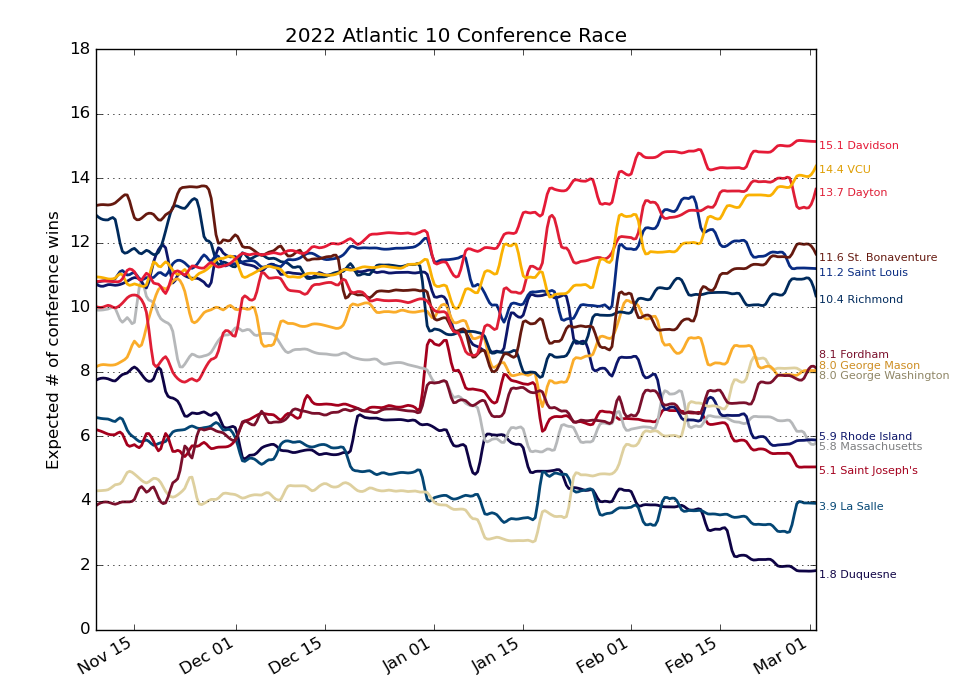 2022 Atlantic 10 Conference Race
Expected # of conference wins
18
16
14
12
10
8
6
4
2
0
Nov 15
Dec 01
Dec 15
Jan 01
Jan 15
Feb 01
Feb 15
Mar 01
15.1 Davidson
14.4 VCU
13.7 Dayton
11.6 St. Bonaventure
11.2 Saint Louis
10.4 Richmond
8.1 Fordham
8.0 George Mason
8.0 George Washington
5.9 Rhode Island
5.8 Massachusetts
5.1 Saint Joseph's
3.9 La Salle
1.8 Duquesne